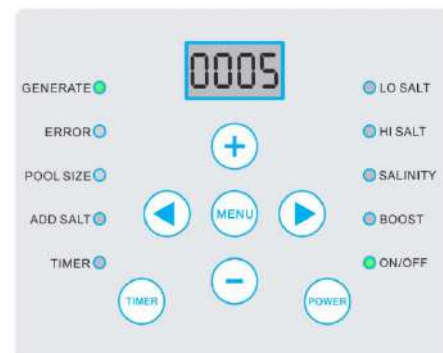 0005
GENERATE
LO SALT
ERROR
HI SALT
POOL SIZE
SALINITY
ADD SALT
MENU
BOOST
TIMER
ON/OFF
TIMER
POWER